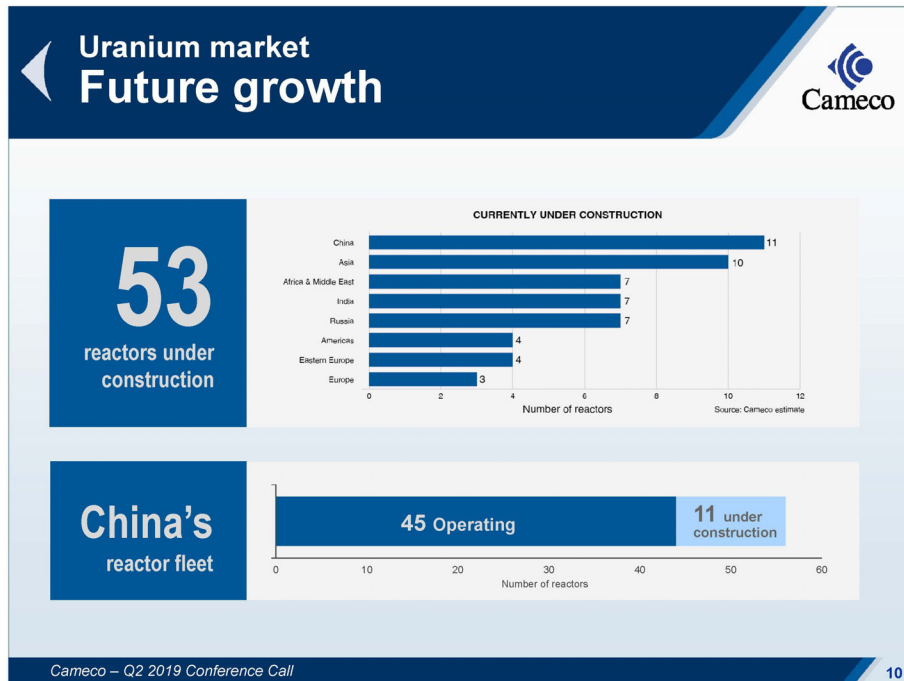 Uranium market
Future growth
Cameco
53
reactors under
construction
CURRENTLY UNDER CONSTRUCTION
China
11
Asia
10
Africa & Middle East
7
India
7
Russia
7
Americas
4
Eastern Europe
4
Europe
3
0 2 4 6 8 10 12
Number of reactors
Source: Cameco estimate
China's
reactor fleet
45 Operating
11 under
construction
0 10 20 30 40 50 60
Number of reactors
Cameco – Q2 2019 Conference Call
10